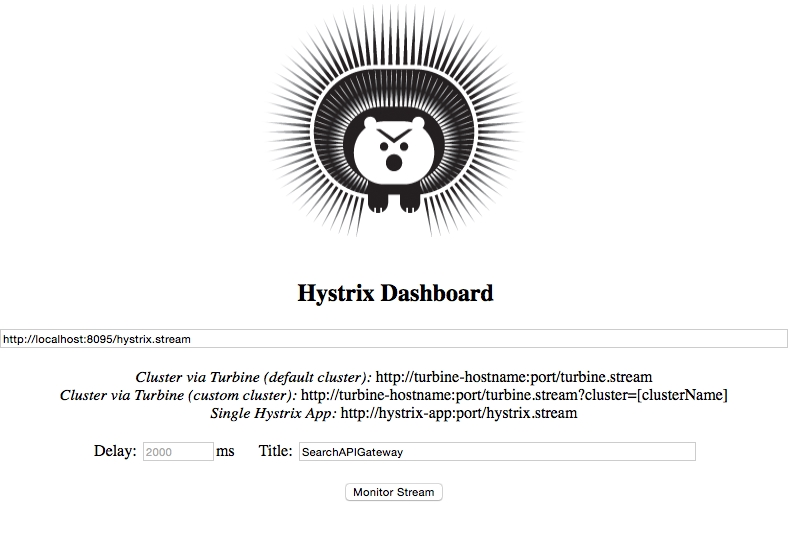 Hystrix Dashboard
http://localhost:8095/hystrix.stream
Cluster via Turbine (default cluster): http://turbine-hostname:port/turbine.stream
Cluster via Turbine (custom cluster): http://turbine-hostname:port/turbine.stream?cluster=[clusterName]
Single Hystrix App: http://hystrix-app:port/hystrix.stream
Delay: 2000 ms Title: SearchAPIGateway
Monitor Stream